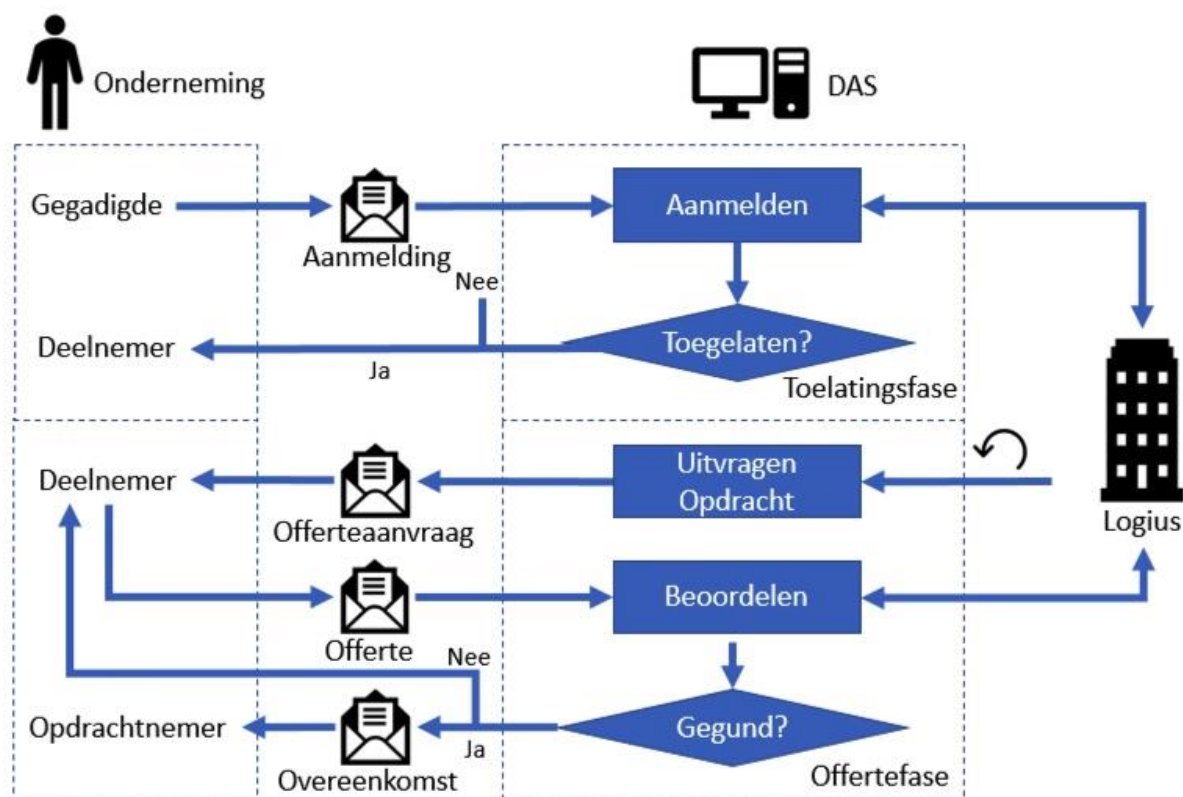 Onderneming
DAS
Gegadigde
Aanmelding
Aanmelden
Nee
Deelnemer
Ja
Toegelaten?
Toelatingsfase
Deelnemer
Offerteaanvraag
Uitvragen
Opdracht
Logius
Offerte
Beoordelen
Nee
Opdrachtnemer
Overeenkomst
Ja
Gegund?
Offertefase